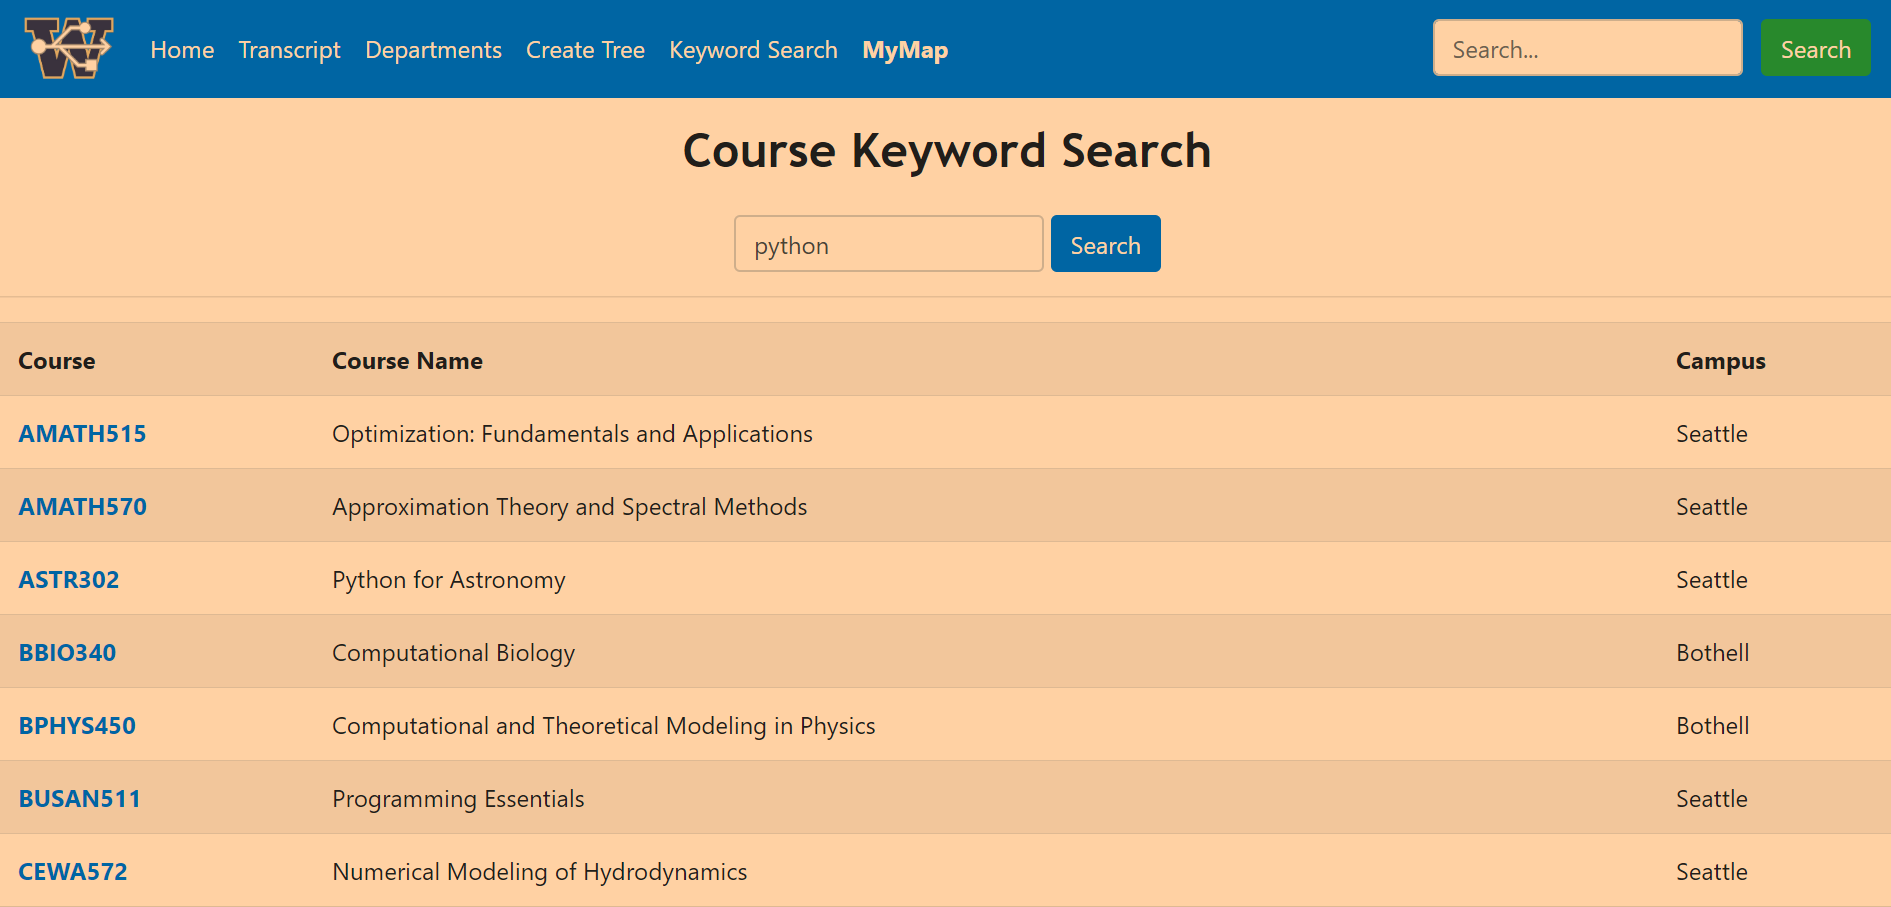 W
Home Transcript Departments Create Tree Keyword Search MyMap Search... Search
Course Keyword Search
python Search
Course Course Name Campus
AMATH515 Optimization: Fundamentals and Applications Seattle
AMATH570 Approximation Theory and Spectral Methods Seattle
ASTR302 Python for Astronomy Seattle
BBIO340 Computational Biology Bothell
BPHYS450 Computational and Theoretical Modeling in Physics Bothell
BUSAN511 Programming Essentials Seattle
CEWA572 Numerical Modeling of Hydrodynamics Seattle